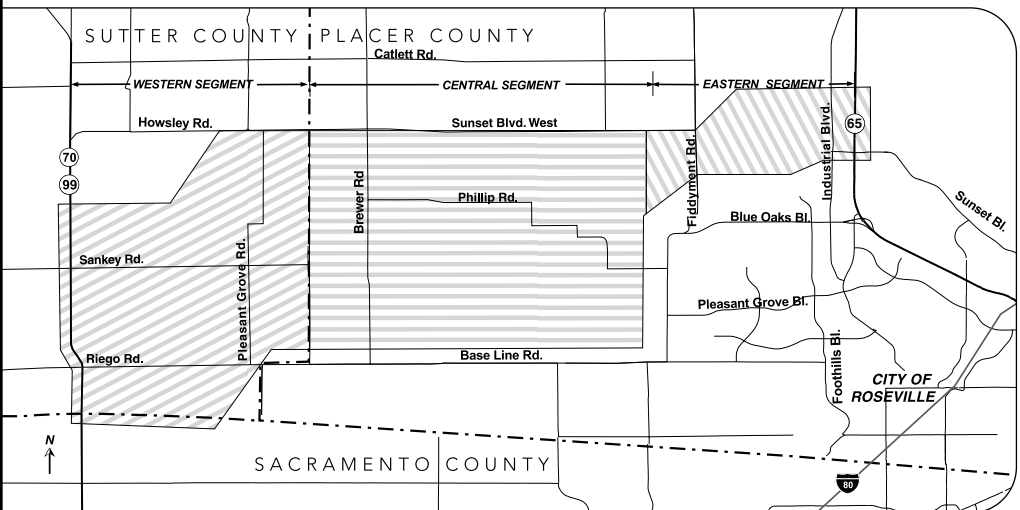 SUTTER COUNTY PLACER COUNTY
Catlett Rd.
WESTERN SEGMENT CENTRAL SEGMENT EASTERN SEGMENT
Howsley Rd.
Sunset Blvd. West
Industrial Blvd.
65
70
99
Fiddyment Rd.
Brewer Rd
Phillip Rd.
Sunset Bl.
Blue Oaks Bl.
Pleasant Grove Rd.
Sankey Rd.
Pleasant Grove Bl.
Riego Rd.
Base Line Rd.
Foothills Bl.
CITY OF
ROSEVILLE
N
SACRAMENTO COUNTY
80